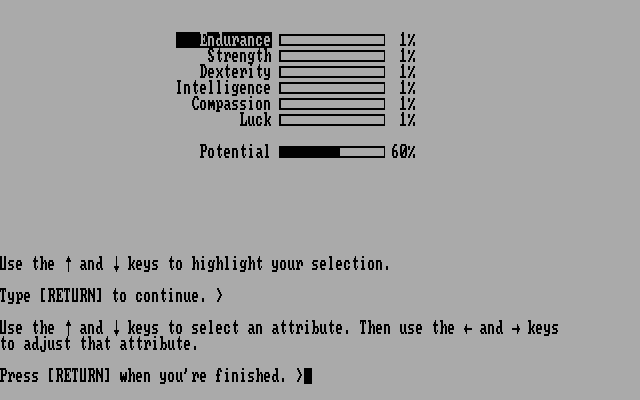 Endurance 1%
Strength 1%
Dexterity 1%
Intelligence 1%
Compassion 1%
Luck 1%
Potential 60%
Use the ↑ and ↓ keys to highlight your selection.
Type [RETURN] to continue. >
Use the ↑ and ↓ keys to select an attribute. Then use the ← and → keys
to adjust that attribute.
Press [RETURN] when you're finished. >